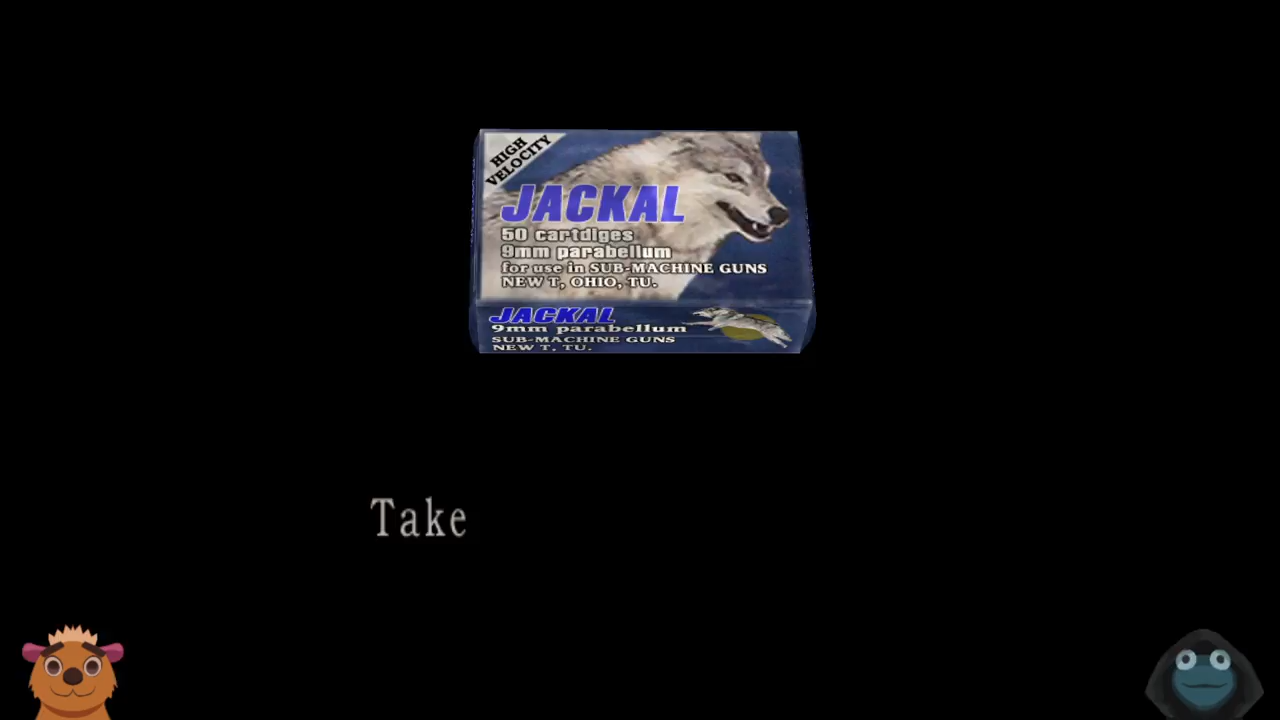 HIGH
VELOCITY
JACKAL
50 cartdiges
9mm parabellum
for use in SUB-MACHINE GUNS
NEW T, OHIO, TU.
JACKAL
9mm parabellum
SUB-MACHINE GUNS
NEW T. TU.
Take